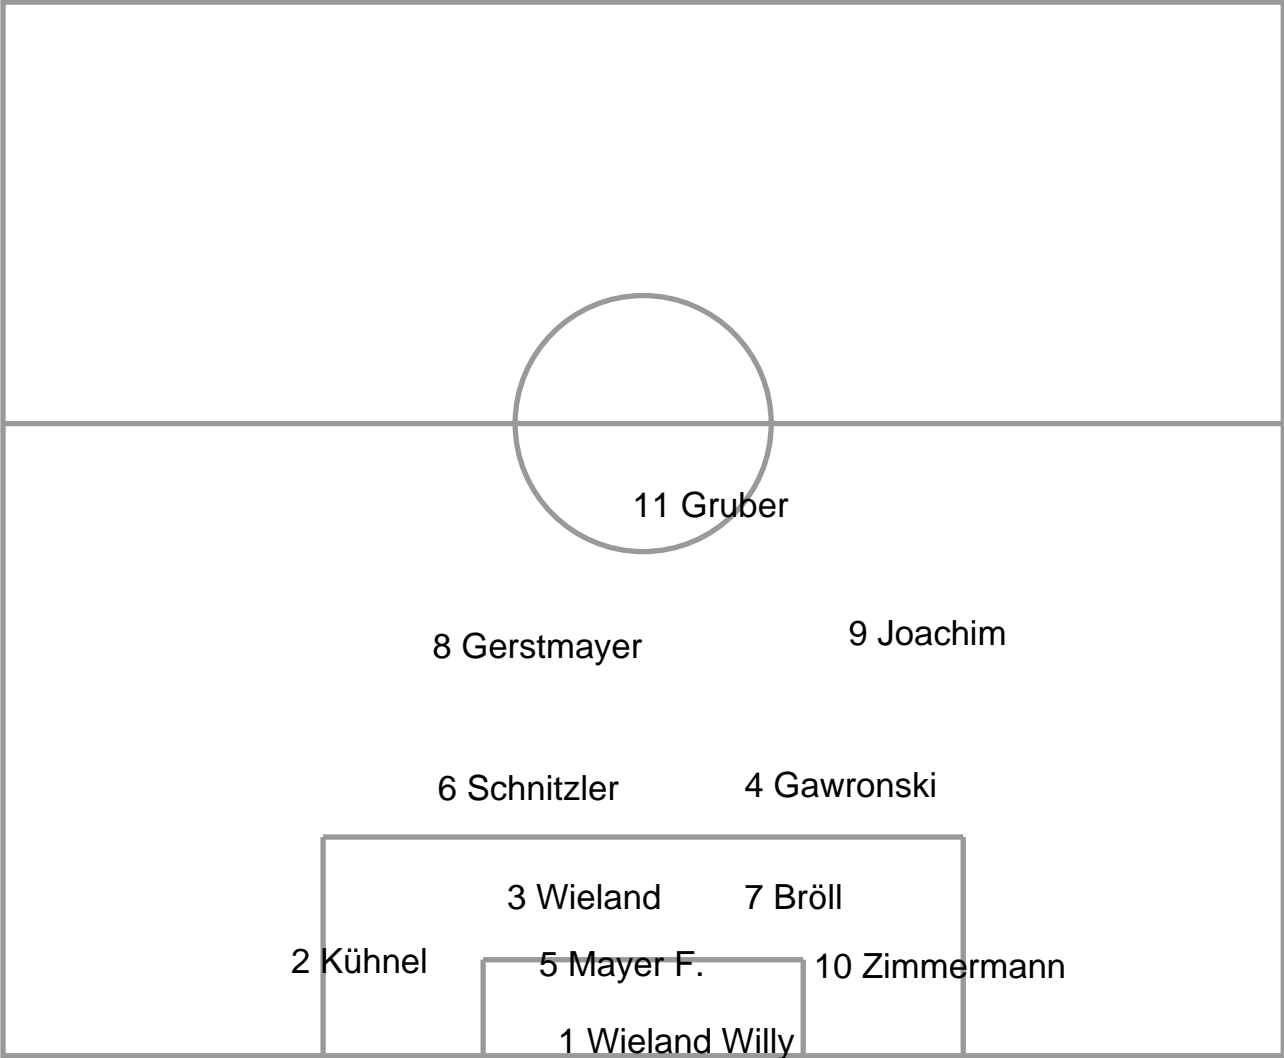 11 Gruber
9 Joachim
8 Gerstmayer
4 Gawronski
6 Schnitzler
3 Wieland
7 Bröll
2 Kühnel
5 Mayer F.
10 Zimmermann
1 Wieland Willy